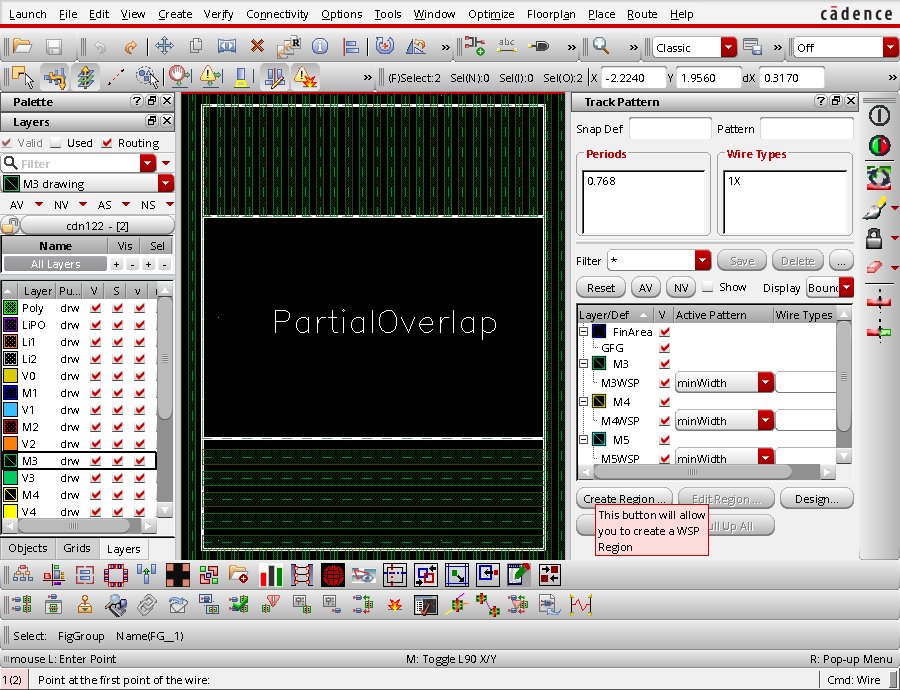 Launch File Edit View Create Verify Connectivity Options Tools Window Optimize Floorplan Place Route Help cādence
Classic Off
(F)Select:2 Sel(N):0 Sel(I):0 Sel(O):2 X -2.2240 Y 1.9560 dX 0.3170
Palette
Layers
Valid Used Routing
Filter
M3 drawing
AV NV AS NS
cdn122 - [2]
Name Vis Sel
All Layers + - + -
Layer Pu... V S v
Poly drw
LiPO drw
Li1 drw
Li2 drw
V0 drw
M1 drw
V1 drw
M2 drw
V2 drw
M3 drw
V3 drw
M4 drw
V4 drw
Objects Grids Layers
PartialOverlap
Track Pattern
Snap Def Pattern
Periods Wire Types
0.768 1X
Filter * Save Delete ...
Reset AV NV Show Display Bound
Layer/Def V Active Pattern Wire Types
FinArea
GFG
M3
M3WSP minWidth
M4
M4WSP minWidth
M5
M5WSP minWidth
Create Region ... Edit Region ... Design...
ull Up All
This button will allow
you to create a WSP
Region
Select: FigGroup Name(FG__1)
mouse L: Enter Point M: Toggle L90 X/Y R: Pop-up Menu
1(2) Point at the first point of the wire: Cmd: Wire